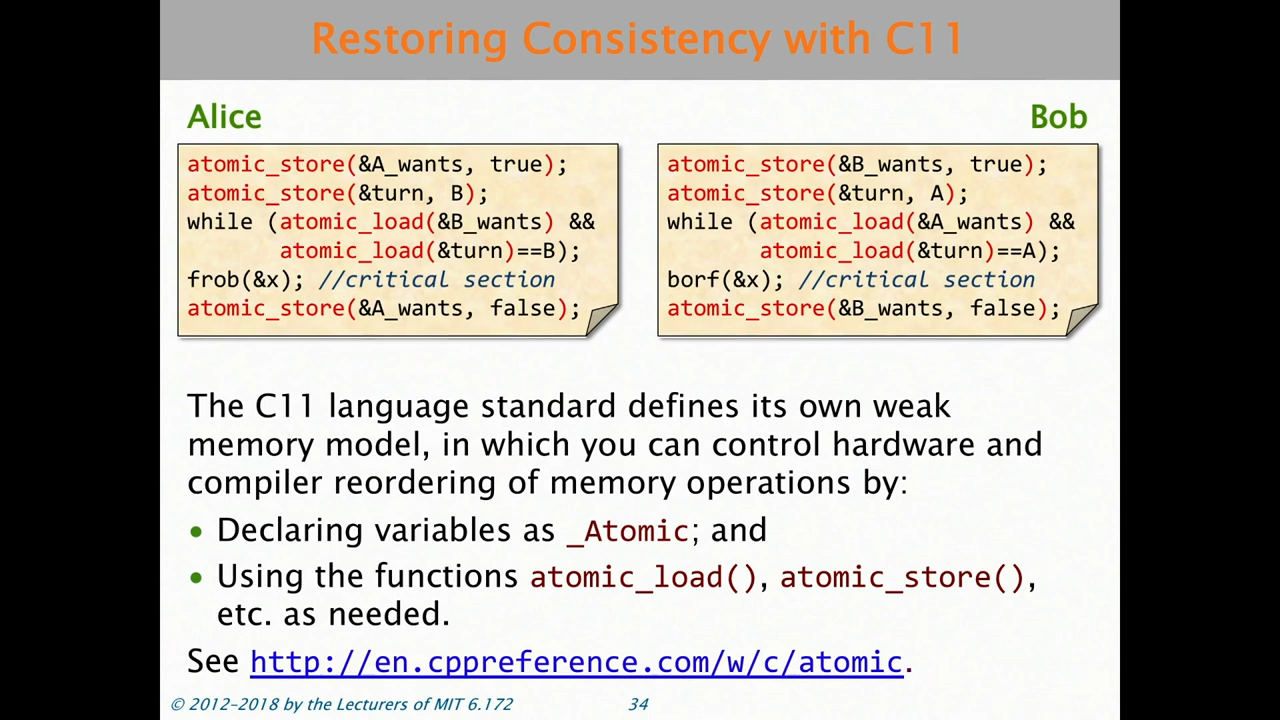 Restoring Consistency with C11
Alice
atomic_store(&A_wants, true);
atomic_store(&turn, B);
while (atomic_load(&B_wants) &&
atomic_load(&turn)==B);
frob(&x); //critical section
atomic_store(&A_wants, false);
Bob
atomic_store(&B_wants, true);
atomic_store(&turn, A);
while (atomic_load(&A_wants) &&
atomic_load(&turn)==A);
borf(&x); //critical section
atomic_store(&B_wants, false);
The C11 language standard defines its own weak
memory model, in which you can control hardware and
compiler reordering of memory operations by:
• Declaring variables as _Atomic; and
• Using the functions atomic_load(), atomic_store(),
etc. as needed.
See http://en.cppreference.com/w/c/atomic.
© 2012–2018 by the Lecturers of MIT 6.172
34